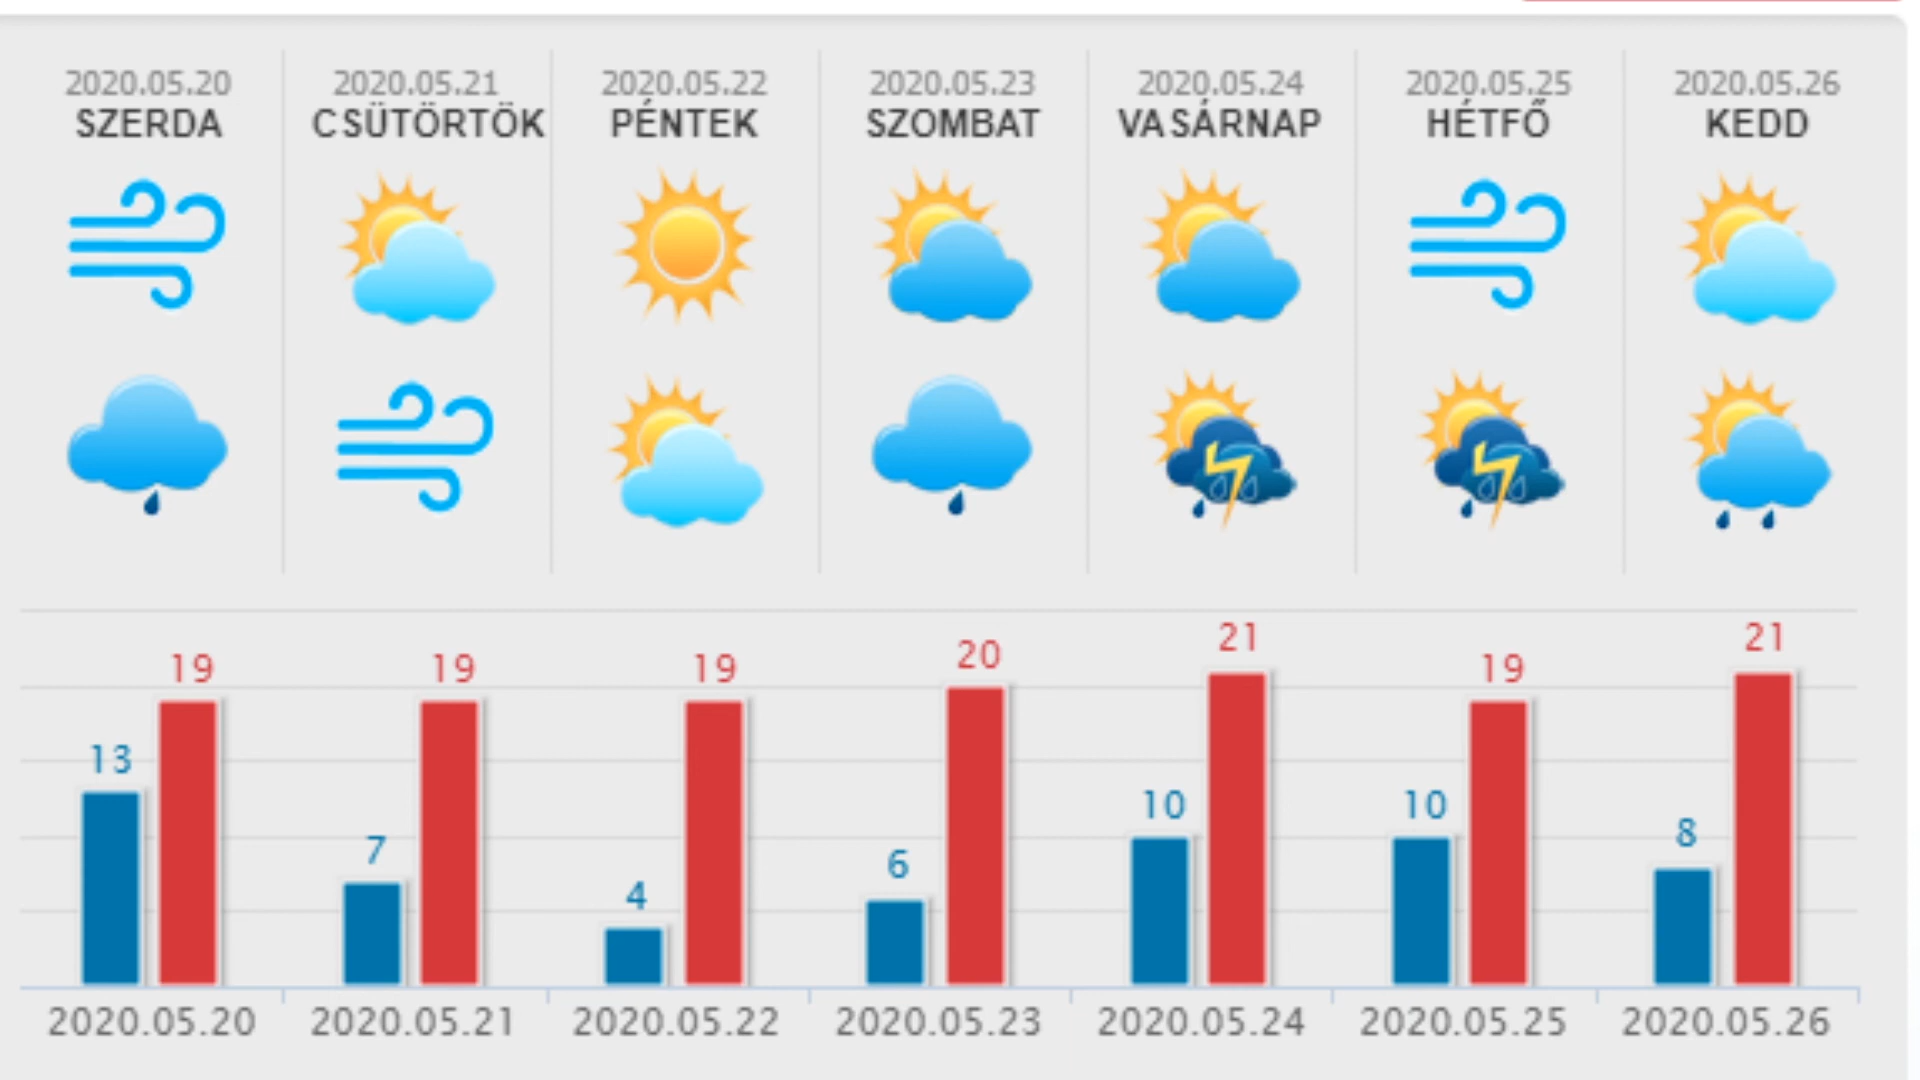 2020.05.20 2020.05.21 2020.05.22 2020.05.23 2020.05.24 2020.05.25 2020.05.26
SZERDA CSÜTÖRTÖK PÉNTEK SZOMBAT VASÁRNAP HÉTFŐ KEDD
13 19 7 19 4 19 6 20 10 21 10 19 8 21
2020.05.20 2020.05.21 2020.05.22 2020.05.23 2020.05.24 2020.05.25 2020.05.26